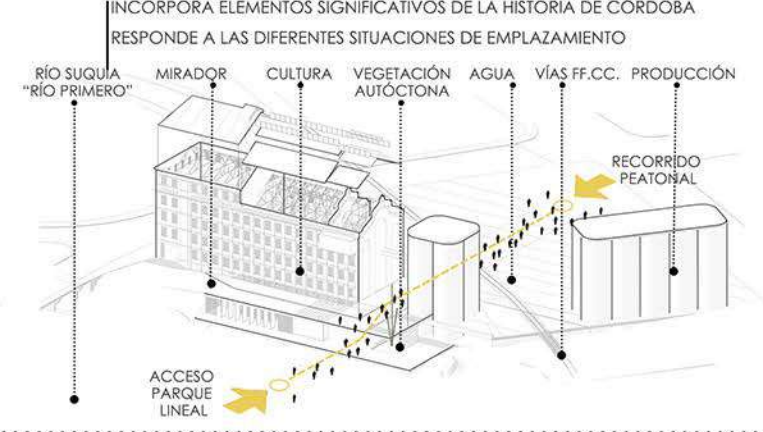 INCORPORA ELEMENTOS SIGNIFICATIVOS DE LA HISTORIA DE CORDOBA
RESPONDE A LAS DIFERENTES SITUACIONES DE EMPLAZAMIENTO
RÍO SUQUIA
“RÍO PRIMERO”
MIRADOR
CULTURA
VEGETACIÓN
AUTÓCTONA
AGUA
VÍAS FF.CC.
PRODUCCIÓN
RECORRIDO
PEATONAL
ACCESO
PARQUE
LINEAL